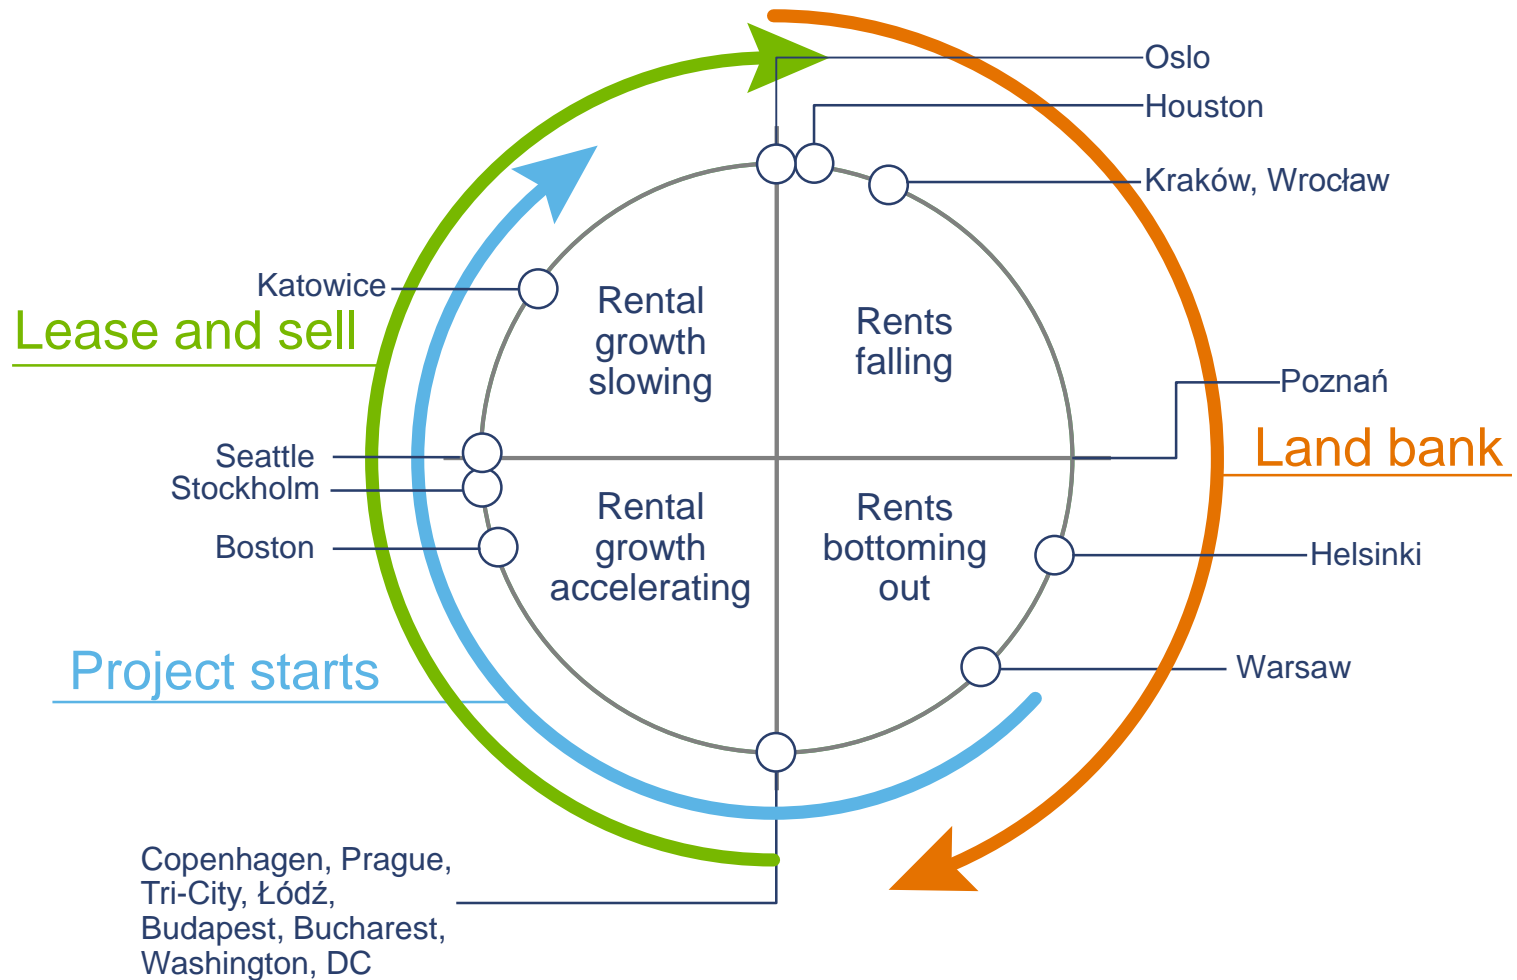 Oslo
Houston
Kraków, Wrocław
Katowice
Lease and sell
Rental
growth
slowing
Rents
falling
Poznań
Land bank
Seattle
Stockholm
Boston
Rental
growth
accelerating
Rents
bottoming
out
Helsinki
Project starts
Warsaw
Copenhagen, Prague,
Tri-City, Łódź,
Budapest, Bucharest,
Washington, DC